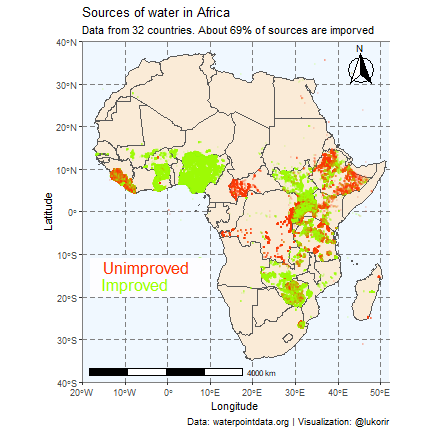 Sources of water in Africa
Data from 32 countries. About 69% of sources are imporved
40°N
30°N
20°N
10°N
0°
10°S
20°S
30°S
40°S
Latitude
N
Unimproved
Improved
4000 km
20°W
10°W
0°
10°E
20°E
30°E
40°E
50°E
Longitude
Data: waterpointdata.org | Visualization: @lukorir